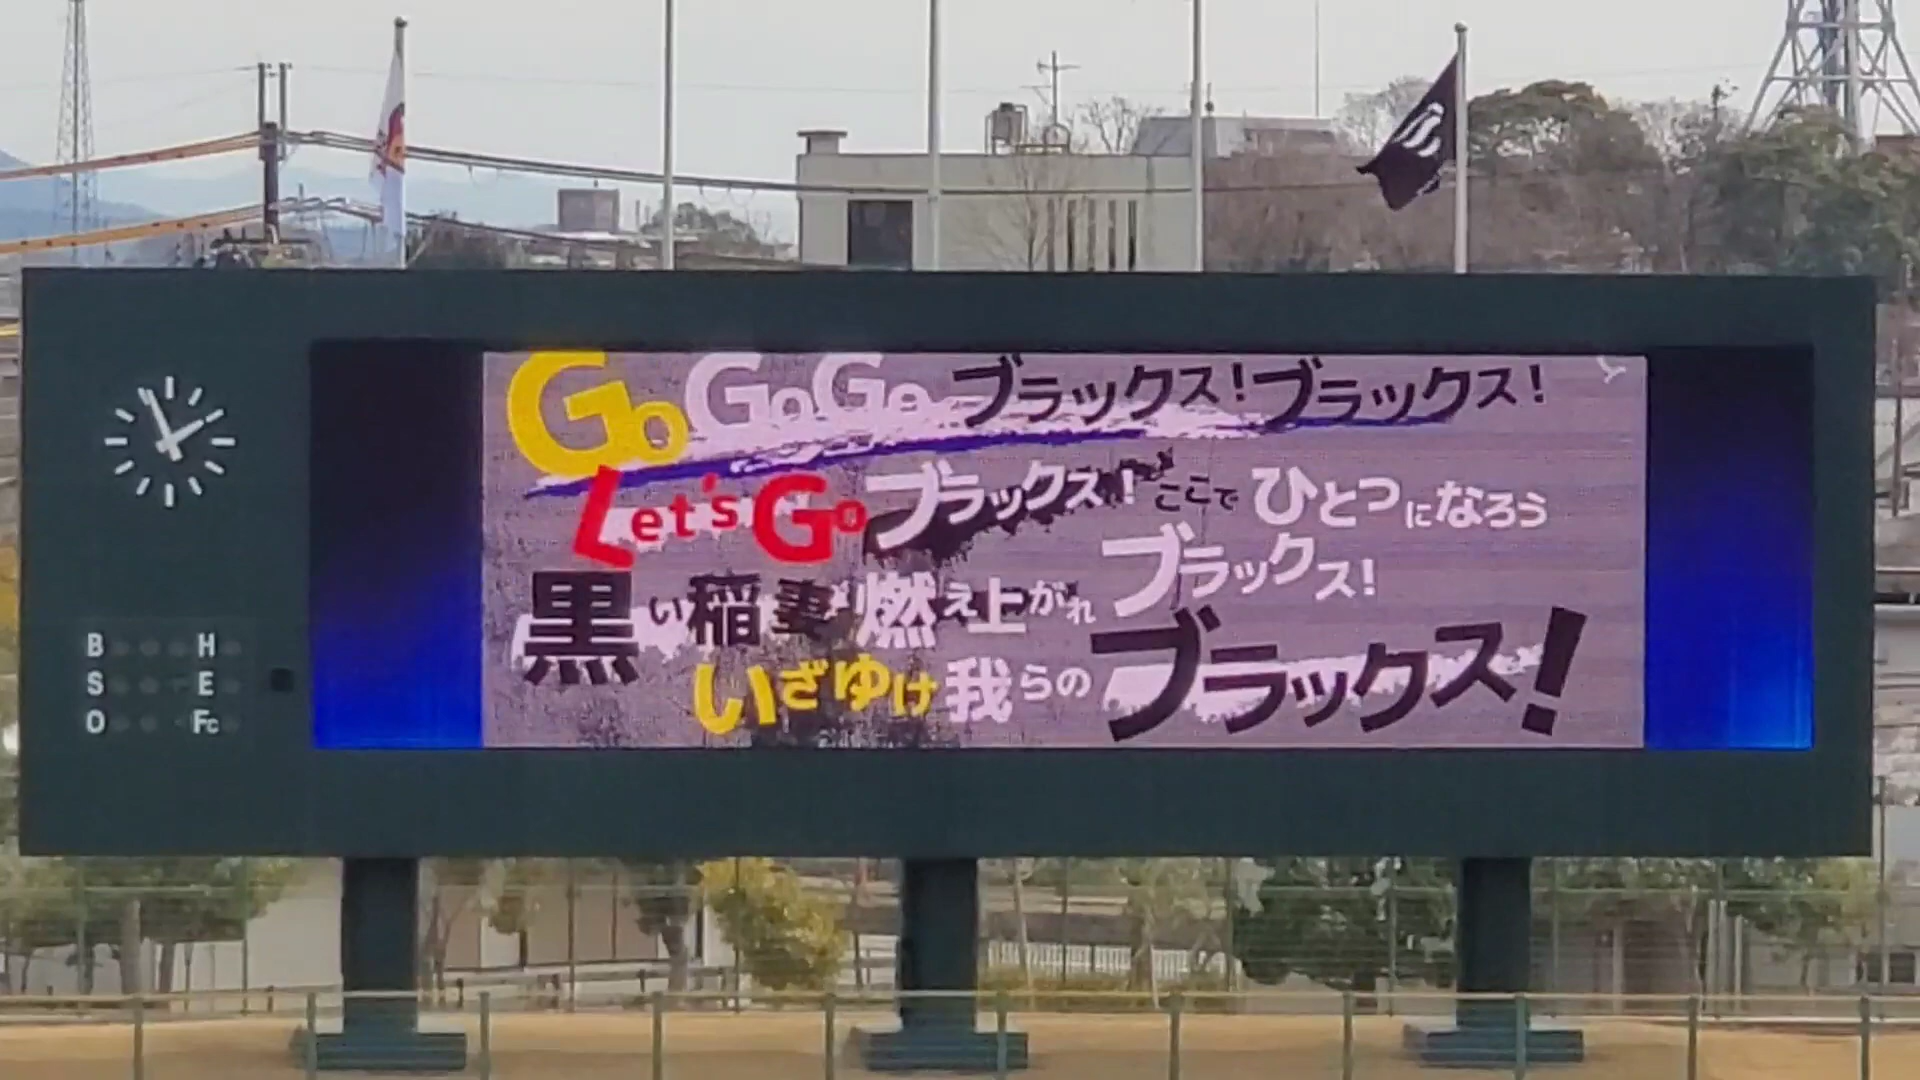 GoGoGo ブラックス!ブラックス!
Let's Go ブラックス! ここで ひとつになろう
黒い稲妻より燃え上がれ ブラックス!
いざゆけ 我らの ブラックス!
B H
S E
O Fc